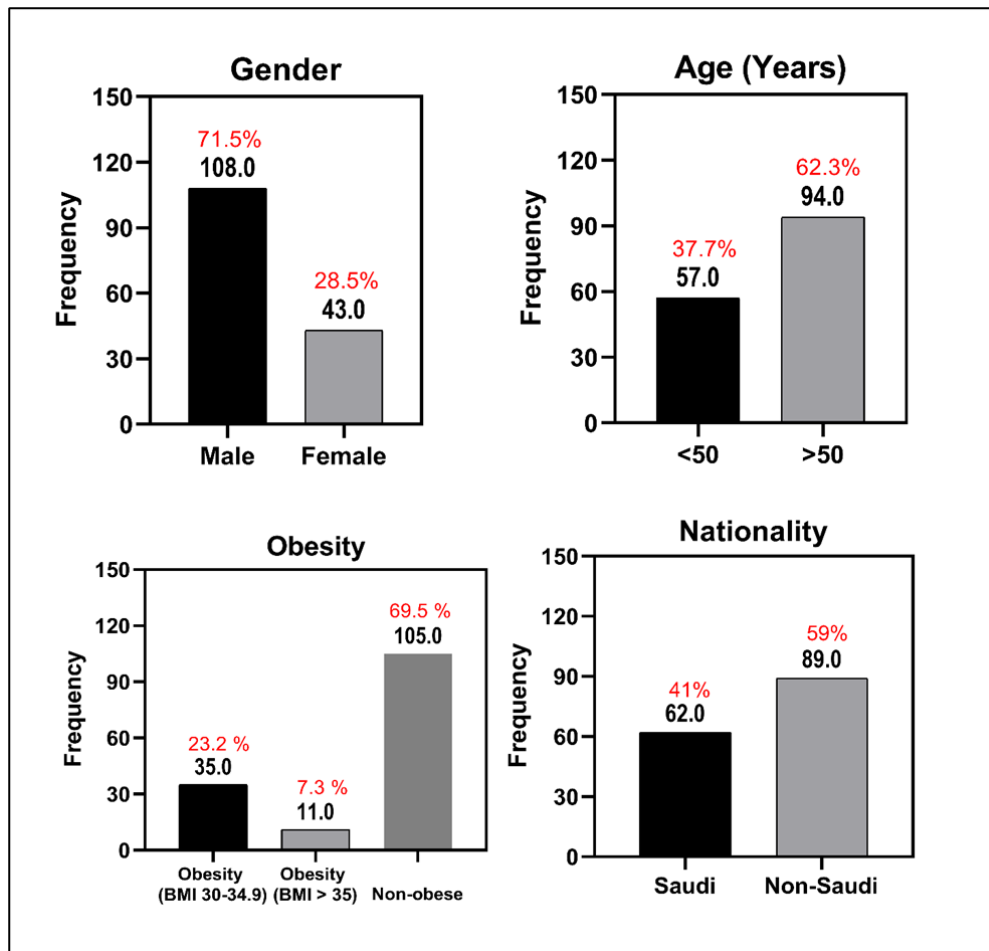 Gender
Frequency
150
120
90
60
30
0
71.5%
108.0
28.5%
43.0
Male
Female
Age (Years)
Frequency
150
120
90
60
30
0
37.7%
57.0
62.3%
94.0
<50
>50
Obesity
Frequency
150
120
90
60
30
0
23.2 %
35.0
7.3 %
11.0
69.5 %
105.0
Obesity
(BMI 30-34.9)
Obesity
(BMI > 35)
Non-obese
Nationality
Frequency
150
120
90
60
30
0
41%
62.0
59%
89.0
Saudi
Non-Saudi